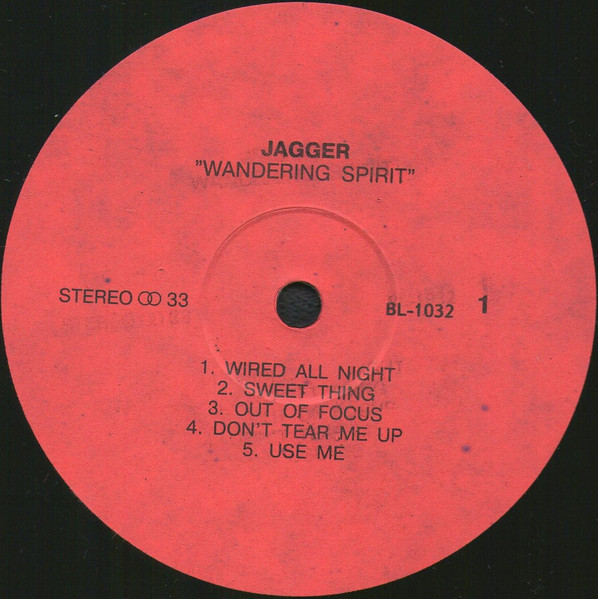 JAGGER
"WANDERING SPIRIT"
STEREO 33
BL-1032 1
1. WIRED ALL NIGHT
2. SWEET THING
3. OUT OF FOCUS
4. DON'T TEAR ME UP
5. USE ME